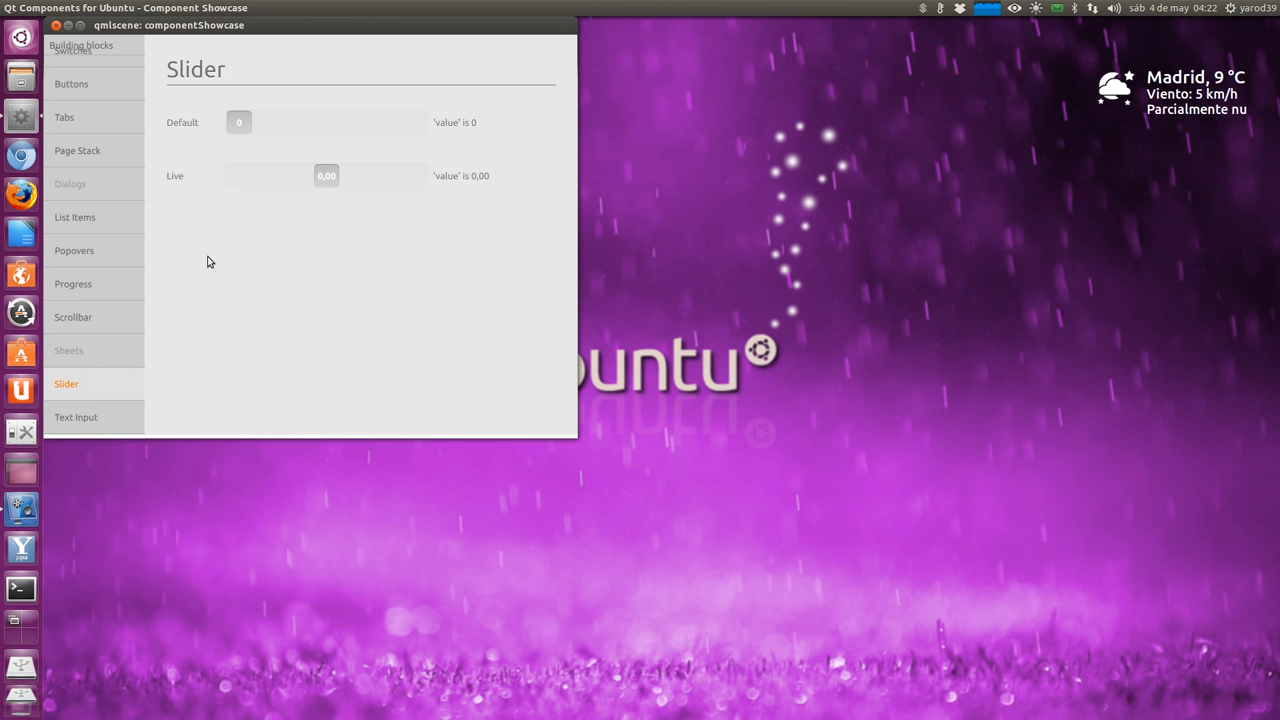 Qt Components for Ubuntu - Component Showcase
sáb 4 de may 04:22
yarod39
qmlscene: componentShowcase
Building blocks
Switches
Buttons
Tabs
Page Stack
Dialogs
List Items
Popovers
Progress
Scrollbar
Sheets
Slider
Text Input
Slider
Default
0
'value' is 0
Live
0,00
'value' is 0,00
Madrid, 9 °C
Viento: 5 km/h
Parcialmente nu
buntu